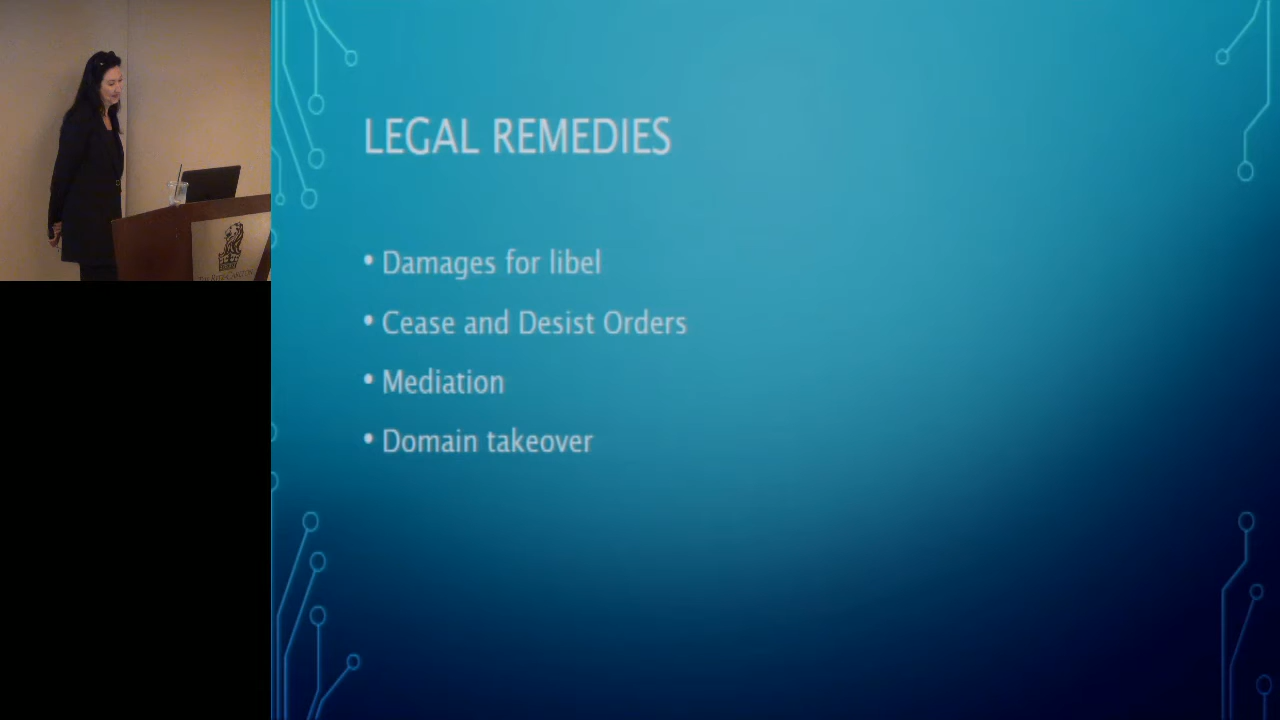 LEGAL REMEDIES
• Damages for libel
• Cease and Desist Orders
• Mediation
• Domain takeover